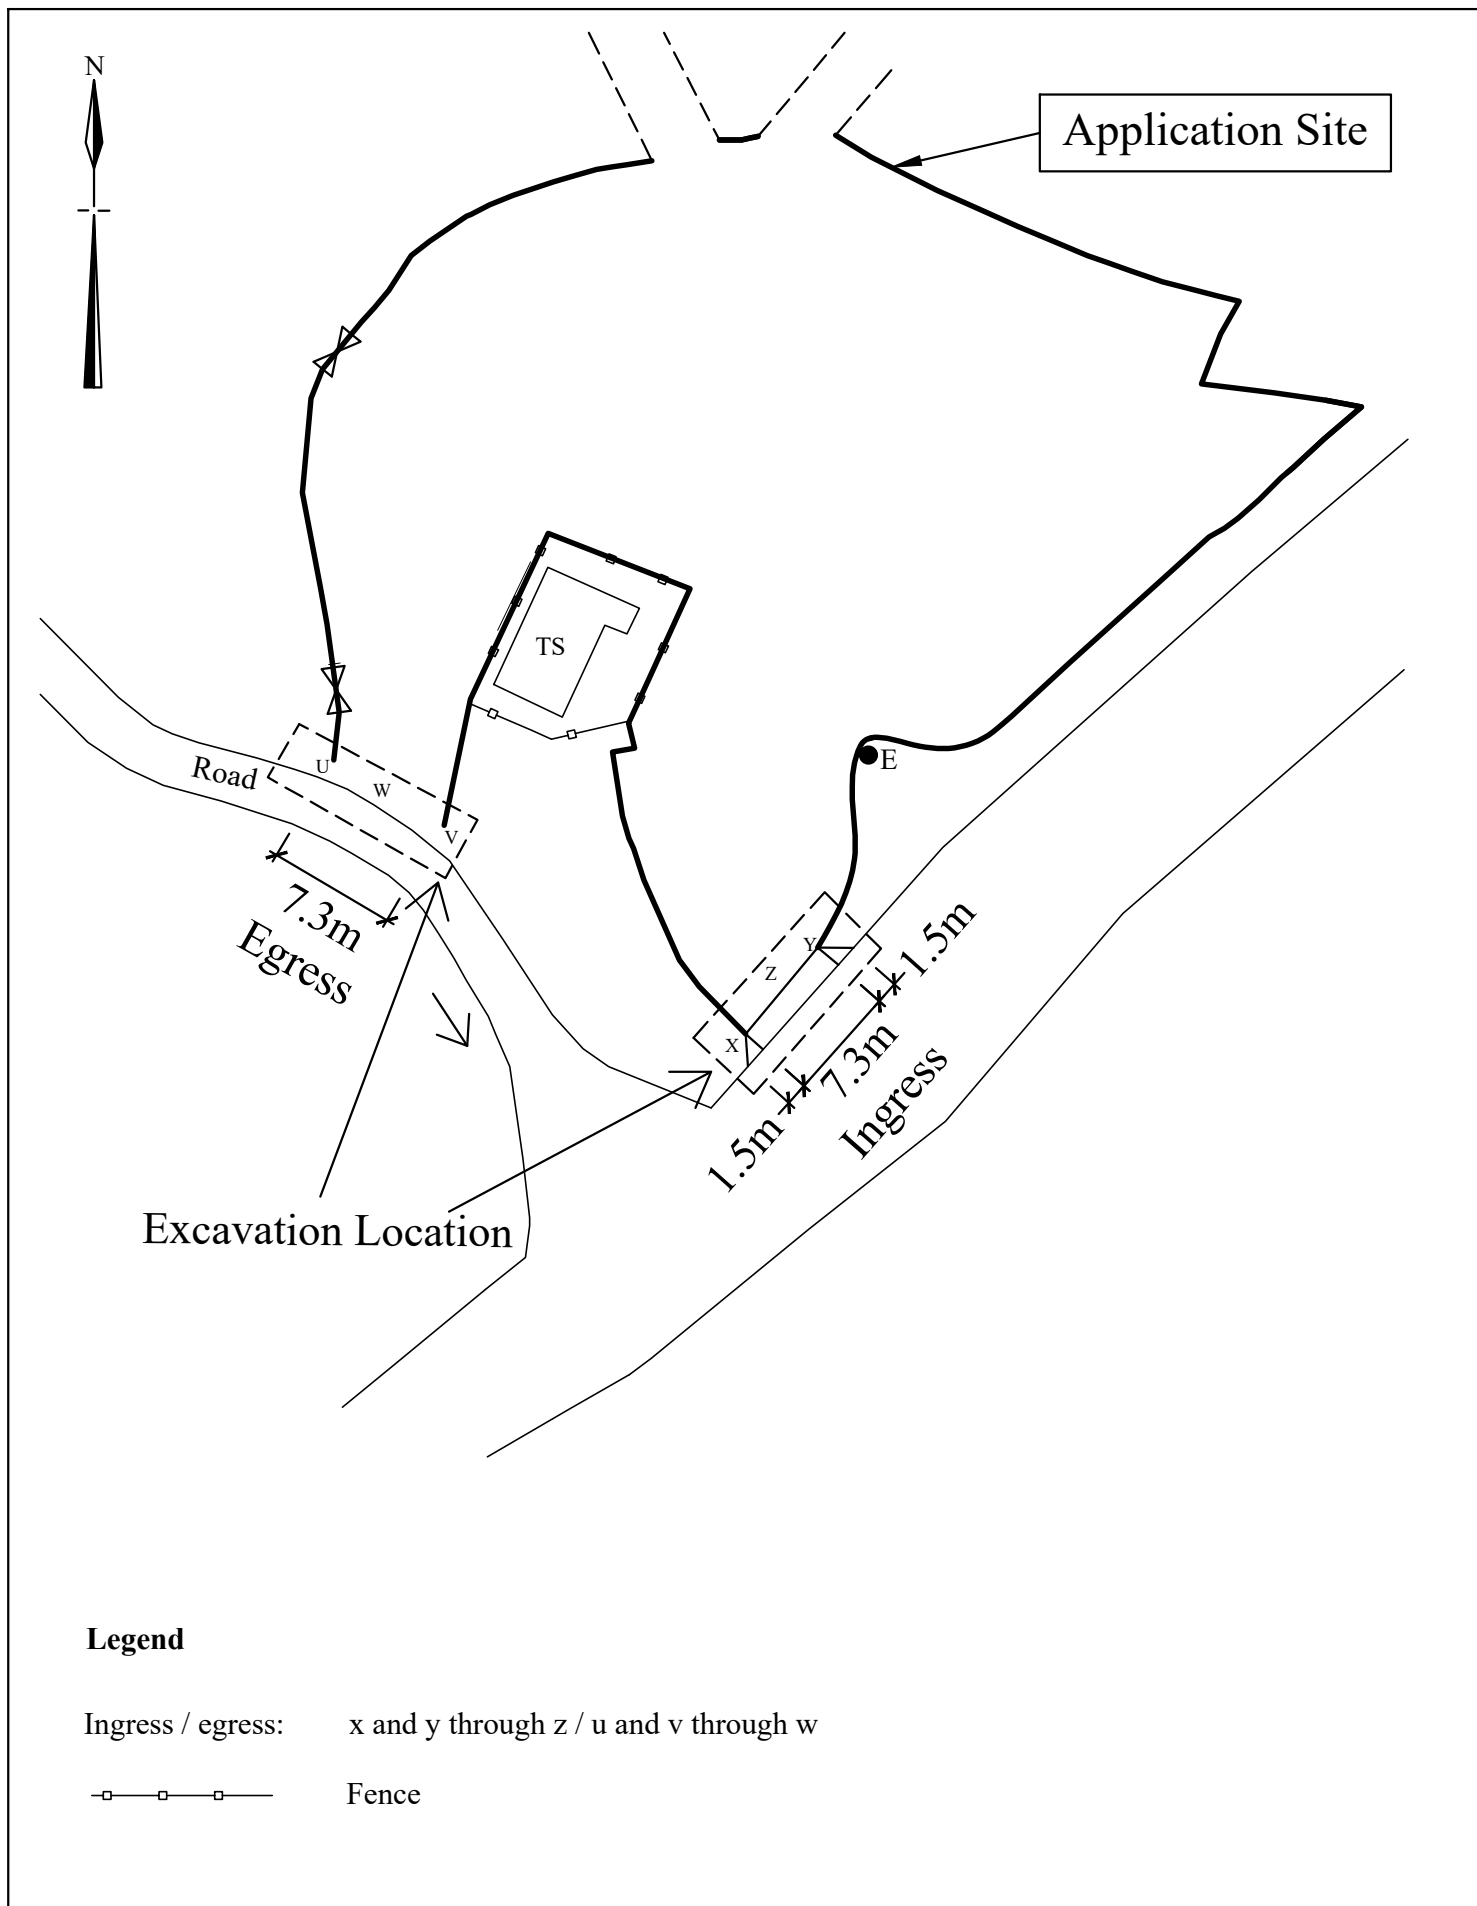 N
Application Site
TS
E
Road
U
W
V
7.3m
Egress
Y
Z
X
1.5m
7.3m
Ingress
1.5m
Excavation Location
Legend
Ingress / egress: x and y through z / u and v through w
Fence